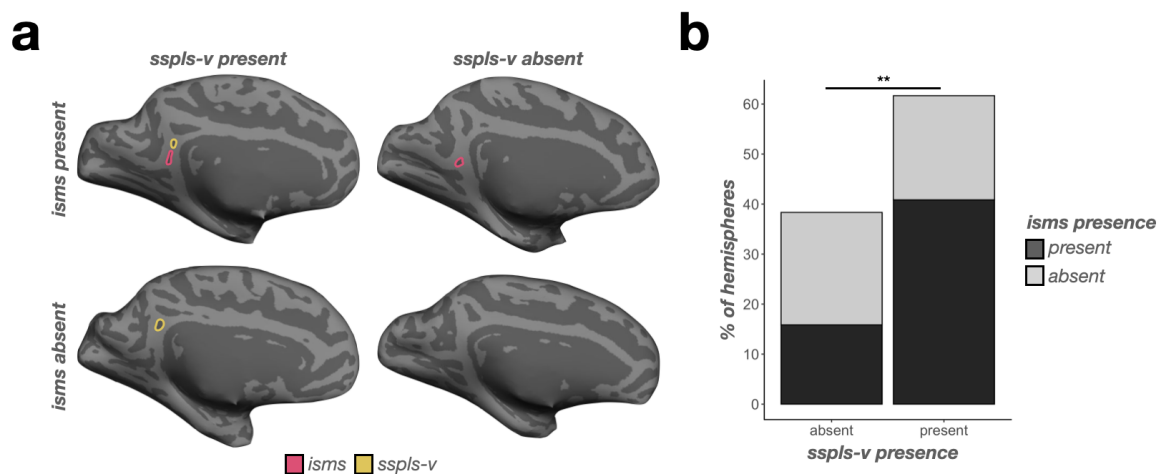 a
sspls-v present
sspls-v absent
isms present
isms absent
isms
sspls-v
b
**
% of hemispheres
60
50
40
30
20
10
0
absent
present
sspls-v presence
isms presence
present
absent